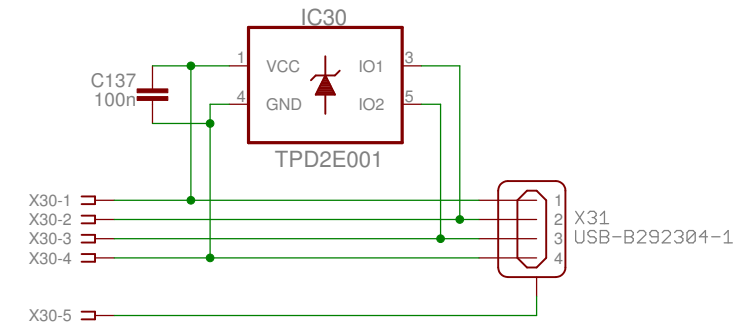 IC30
1 VCC IO1 3
C137
100n
4 GND IO2 5
TPD2E001
X30-1 1
X30-2 2 X31
X30-3 3 USB-B292304-1
X30-4 4
X30-5